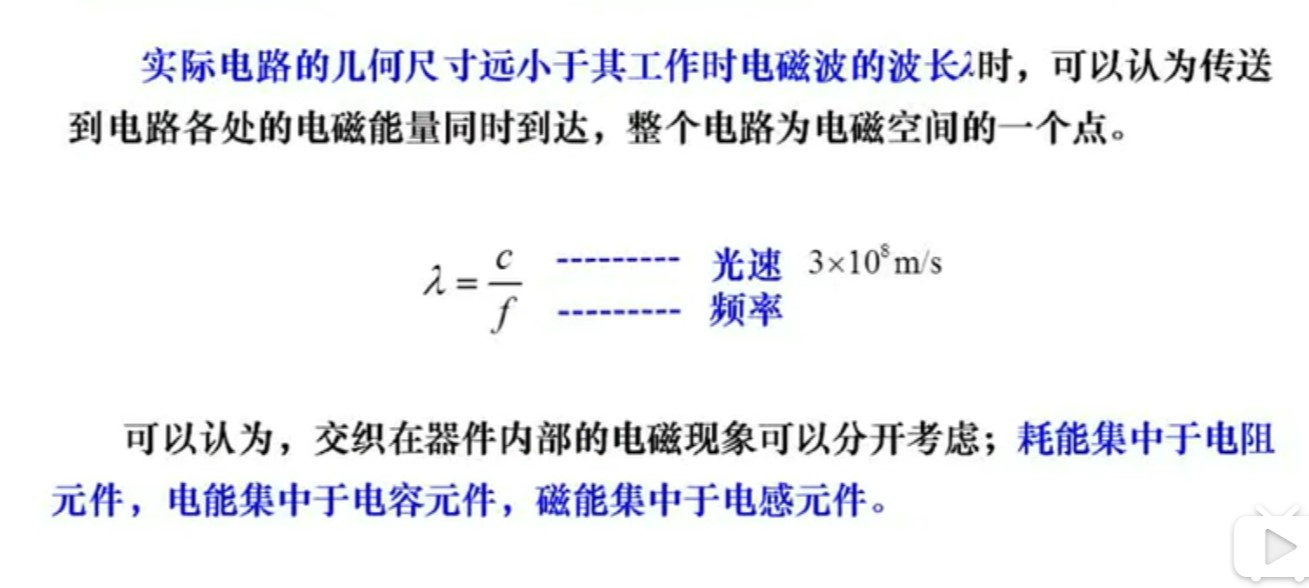 实际电路的几何尺寸远小于其工作时电磁波的波长λ时，可以认为传送
到电路各处的电磁能量同时到达，整个电路为电磁空间的一个点。
λ = c/f --------- 光速 3×10⁸m/s
--------- 频率
可以认为，交织在器件内部的电磁现象可以分开考虑；耗能集中于电阻
元件，电能集中于电容元件，磁能集中于电感元件。